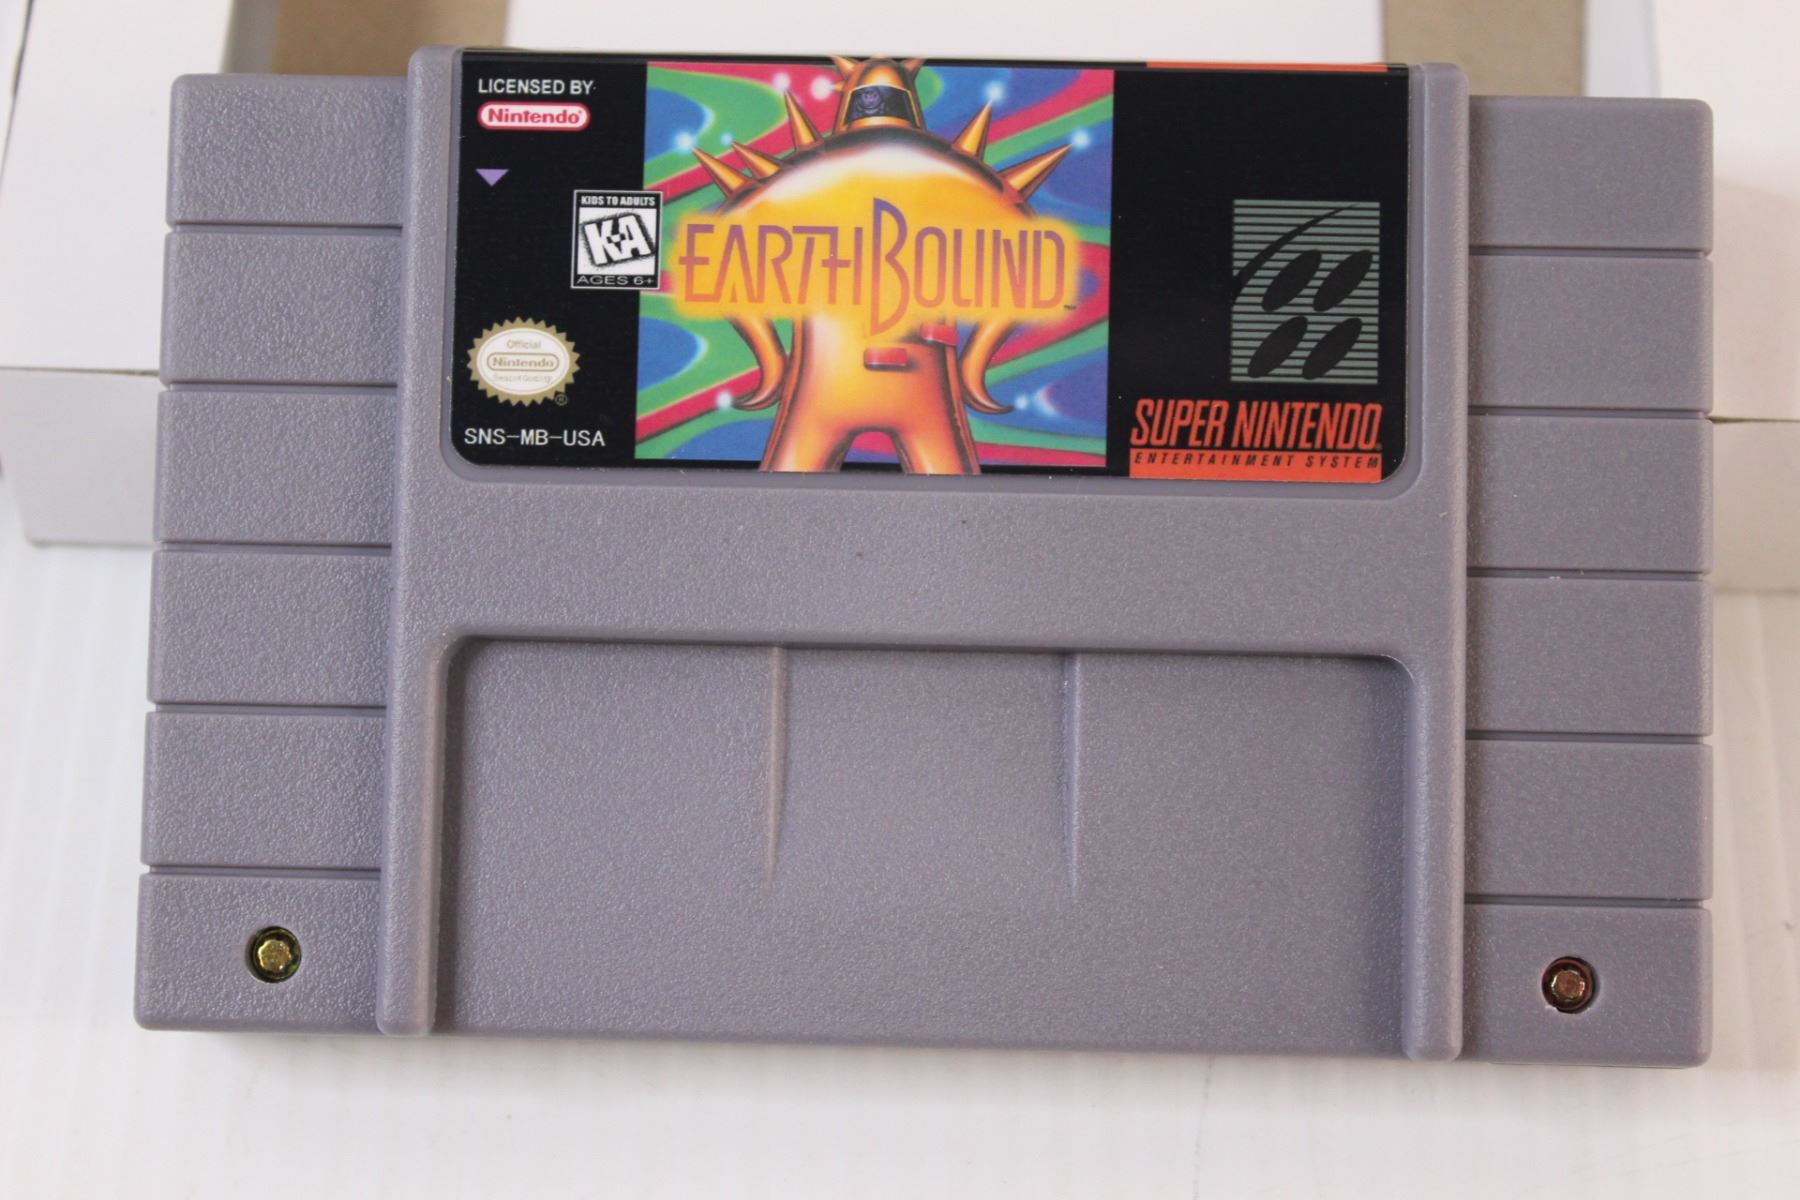 LICENSED BY
Nintendo®
KIDS TO ADULTS
K-A
AGES 6+
EARTHBOUND
Official
Nintendo
®
SNS-MB-USA
SUPER NINTENDO®
ENTERTAINMENT SYSTEM